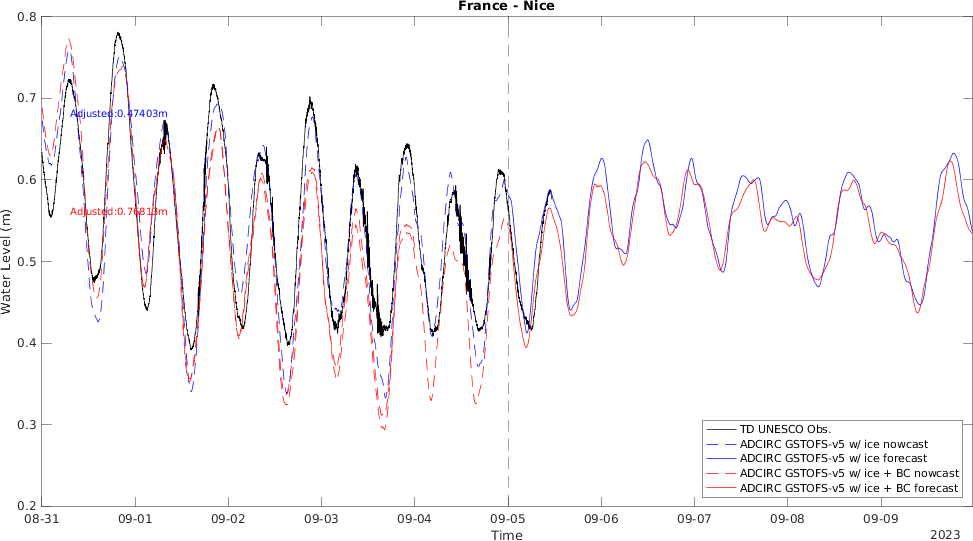 France - Nice
0.8
0.7
0.6
0.5
0.4
0.3
0.2
Water Level (m)
Adjusted:0.47403m
Adjusted:0.76813m
TD UNESCO Obs.
ADCIRC GSTOFS-v5 w/ ice nowcast
ADCIRC GSTOFS-v5 w/ ice forecast
ADCIRC GSTOFS-v5 w/ ice + BC nowcast
ADCIRC GSTOFS-v5 w/ ice + BC forecast
08-31 09-01 09-02 09-03 09-04 09-05 09-06 09-07 09-08 09-09
Time
2023